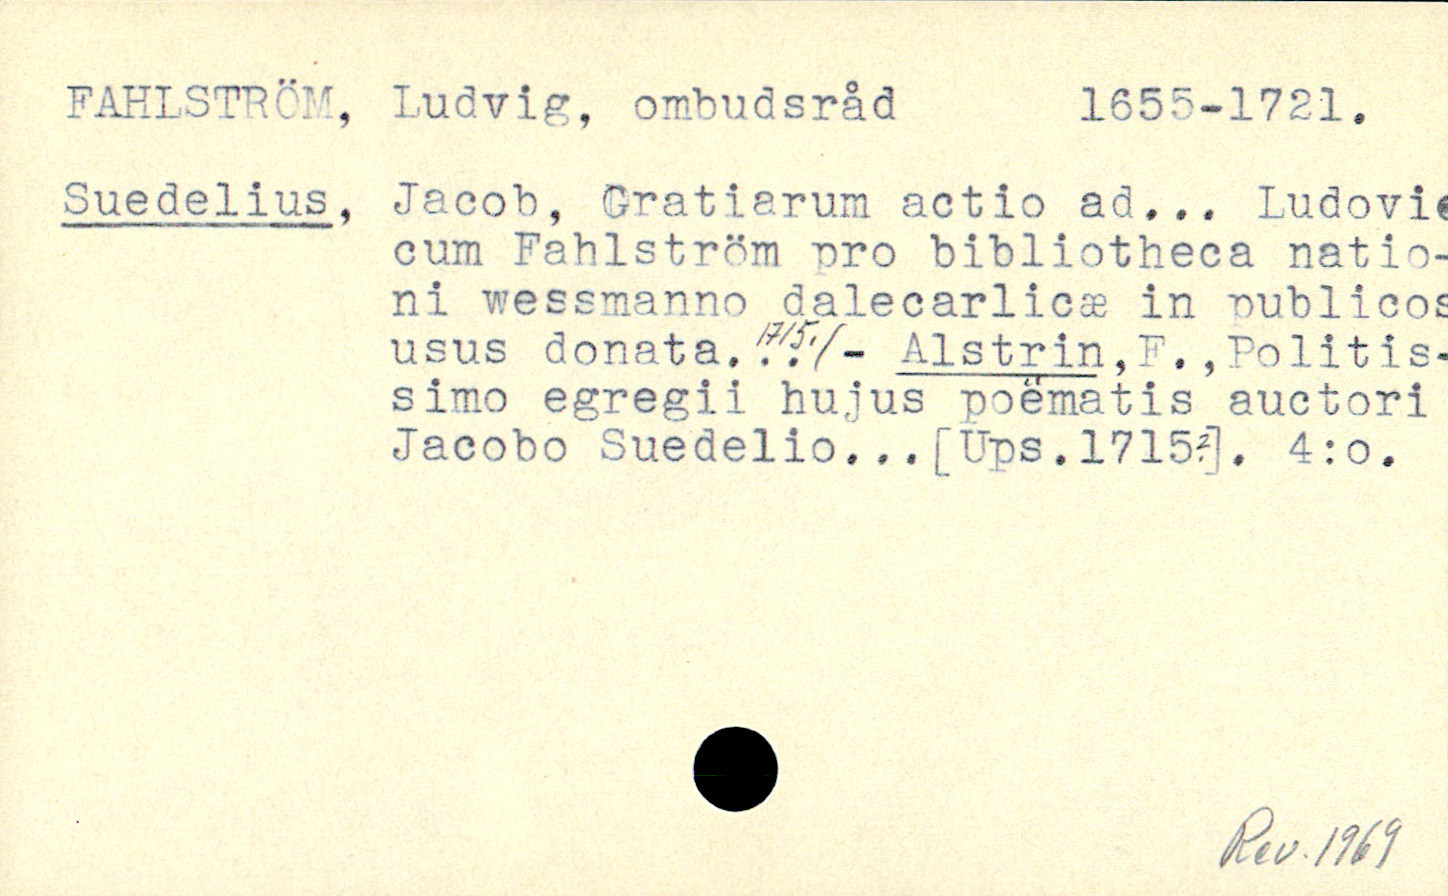 FAHLSTRÖM, Ludvig, ombudsråd 1655-1721.
Suedelius, Jacob, Gratiarum actio ad... Ludovi
cum Fahlström pro bibliotheca natio-
ni wessmanno dalecarlicæ in publicos
usus donata... 1715./- Alstrin,F.,Politis-
simo egregii hujus poëmatis auctori
Jacobo Suedelio...[Ups.1715?]. 4:o.
Rev. 1969